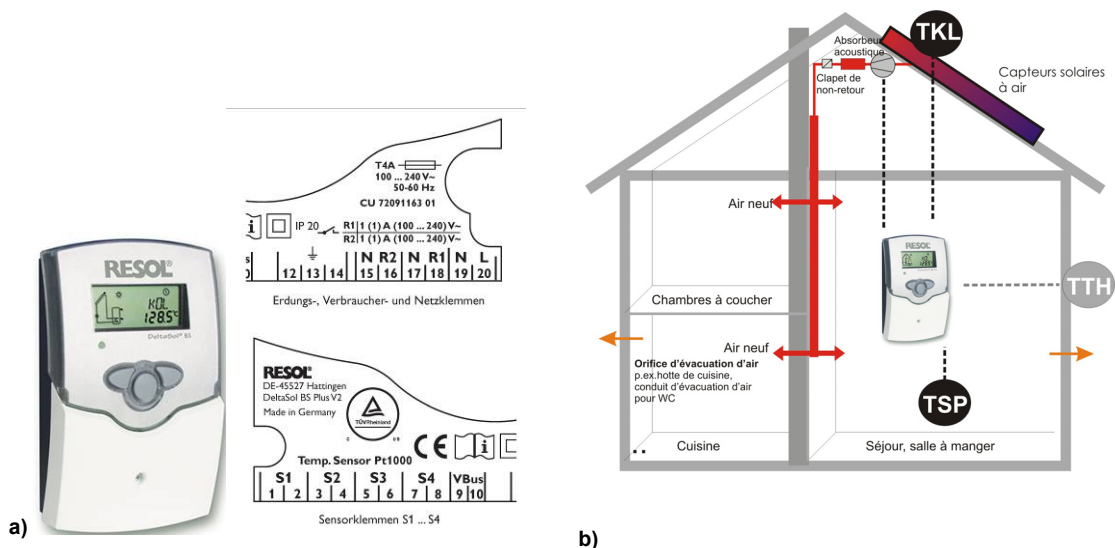 T4A
100 ... 240 V~
50-60 Hz
CU 72091163 01
IP 20
R1 1 (1) A (100 ... 240) V~
R2 1 (1) A (100 ... 240) V~
N R2 N R1 N L
12 13 14 15 16 17 18 19 20
Erdungs-, Verbraucher- und Netzklemmen
RESOL
KOL
128.5°C
DeltaSol® BS
RESOL
DE-45527 Hattingen
DeltaSol BS Plus V2
Made in Germany
TÜVRheinland
CE
Temp. Sensor Pt1000
S1 S2 S3 S4 VBus
1 2 3 4 5 6 7 8 9 10
Sensorklemmen S1 ... S4
a)
TKL
Absorbeur
acoustique
Clapet de
non-retour
Capteurs solaires
à air
Air neuf
Chambres à coucher
TTH
Air neuf
Orifice d'évacuation d'air
p.ex.hotte de cuisine,
conduit d'évacuation d'air
pour WC
TSP
Cuisine
Séjour, salle à manger
b)